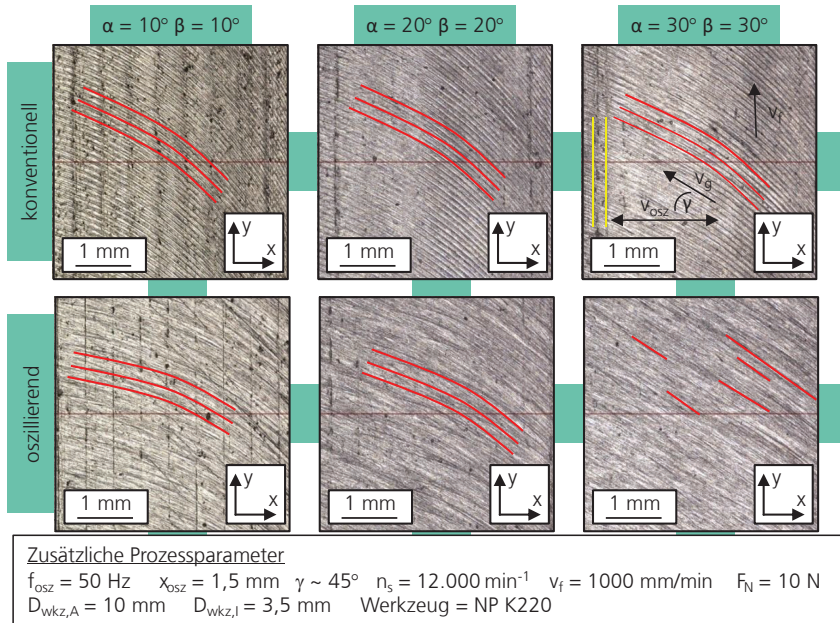 α = 10° β = 10°
α = 20° β = 20°
α = 30° β = 30°
konventionell
y
x
1 mm
y
x
1 mm
v_f
v_g
v_osz
γ
y
x
1 mm
oszillierend
y
x
1 mm
y
x
1 mm
y
x
1 mm
Zusätzliche Prozessparameter
f_osz = 50 Hz x_osz = 1,5 mm γ ~ 45° n_s = 12.000 min⁻¹ v_f = 1000 mm/min F_N = 10 N
D_wkz,A = 10 mm D_wkz,I = 3,5 mm Werkzeug = NP K220